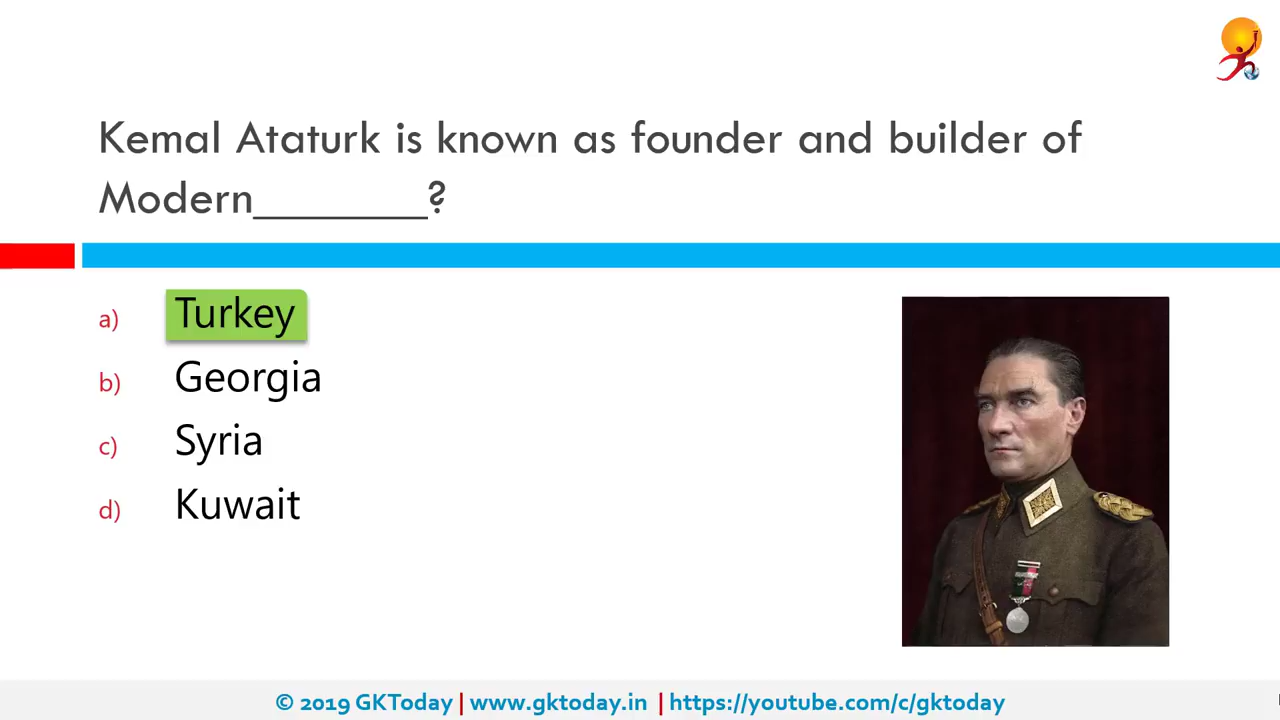 Kemal Ataturk is known as founder and builder of
Modern________?
a) Turkey
b) Georgia
c) Syria
d) Kuwait
© 2019 GKToday | www.gktoday.in | https://youtube.com/c/gktoday